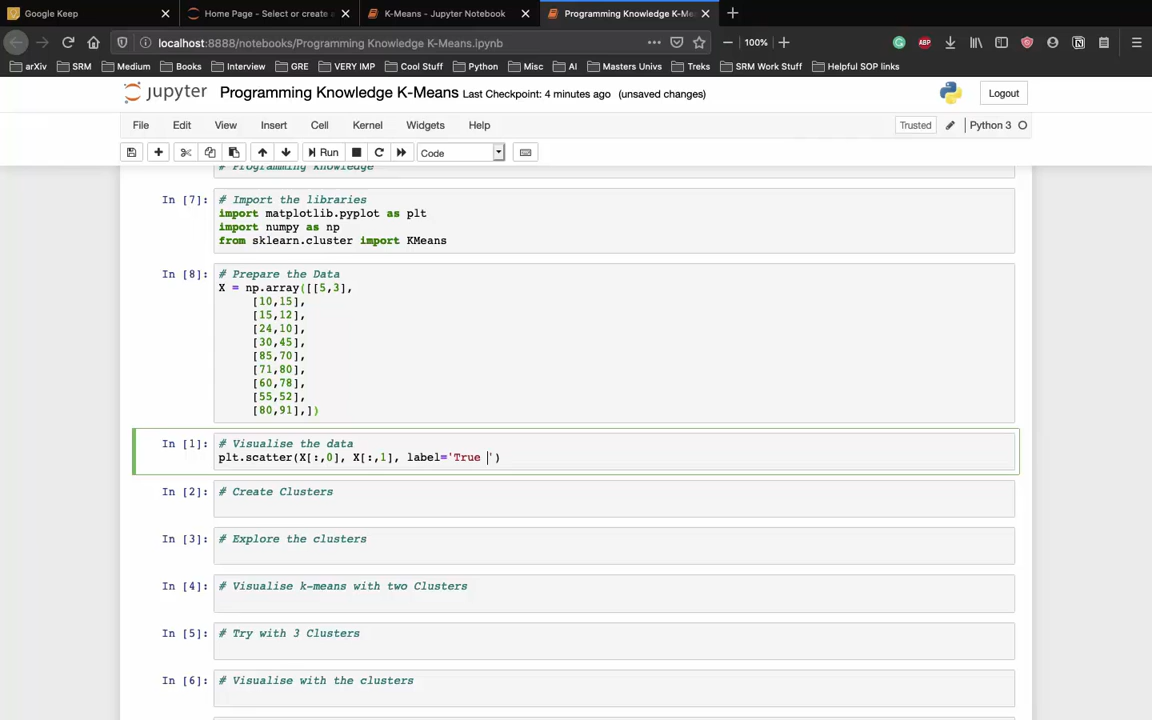 Google Keep
Home Page - Select or create a
K-Means - Jupyter Notebook
Programming Knowledge K-Me
localhost:8888/notebooks/Programming Knowledge K-Means.ipynb
100%
ABP
arXiv SRM Medium Books Interview GRE VERY IMP Cool Stuff Python Misc AI Masters Univs Treks SRM Work Stuff Helpful SOP links
jupyter Programming Knowledge K-Means Last Checkpoint: 4 minutes ago (unsaved changes) Logout
File Edit View Insert Cell Kernel Widgets Help Trusted Python 3
Run Code
# Programming Knowledge
In [7]: # Import the libraries
import matplotlib.pyplot as plt
import numpy as np
from sklearn.cluster import KMeans
In [8]: # Prepare the Data
X = np.array([[5,3],
[10,15],
[15,12],
[24,10],
[30,45],
[85,70],
[71,80],
[60,78],
[55,52],
[80,91],])
In [1]: # Visualise the data
plt.scatter(X[:,0], X[:,1], label='True ')
In [2]: # Create Clusters
In [3]: # Explore the clusters
In [4]: # Visualise k-means with two Clusters
In [5]: # Try with 3 Clusters
In [6]: # Visualise with the clusters